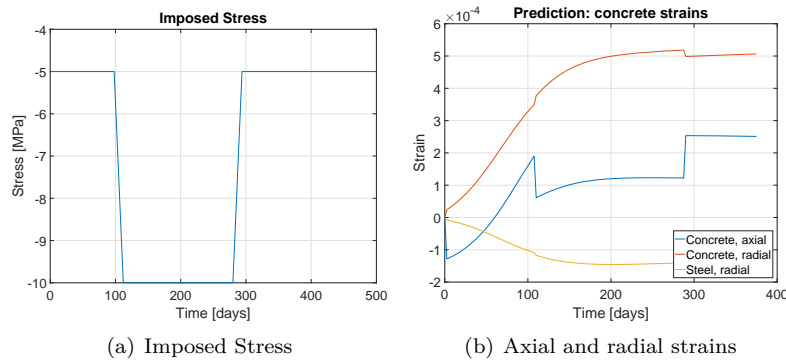 Imposed Stress
-4
-5
-6
-7
-8
-9
-10
Stress [MPa]
0 100 200 300 400 500
Time [days]
(a) Imposed Stress
Prediction: concrete strains
×10⁻⁴
6
5
4
3
2
1
0
-1
-2
Strain
0 100 200 300 400
Time [days]
Concrete, axial
Concrete, radial
Steel, radial
(b) Axial and radial strains